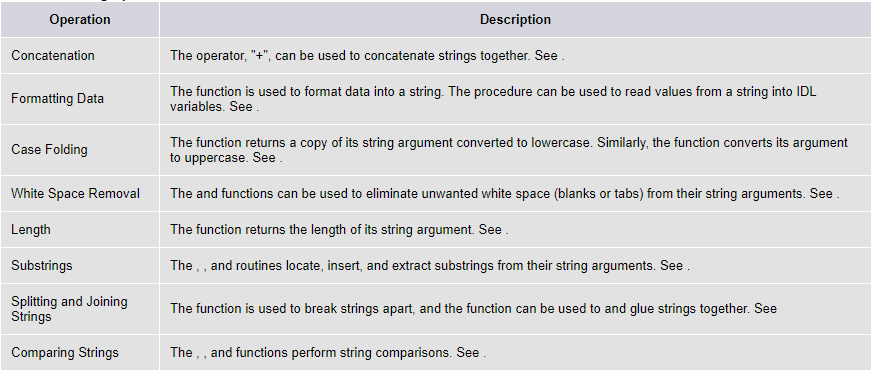 Operation Description
Concatenation The operator, "+", can be used to concatenate strings together. See .
Formatting Data The function is used to format data into a string. The procedure can be used to read values from a string into IDL
variables. See .
Case Folding The function returns a copy of its string argument converted to lowercase. Similarly, the function converts its argument
to uppercase. See .
White Space Removal The and functions can be used to eliminate unwanted white space (blanks or tabs) from their string arguments. See .
Length The function returns the length of its string argument. See .
Substrings The , , and routines locate, insert, and extract substrings from their string arguments. See .
Splitting and Joining
Strings The function is used to break strings apart, and the function can be used to and glue strings together. See
Comparing Strings The , , and functions perform string comparisons. See .